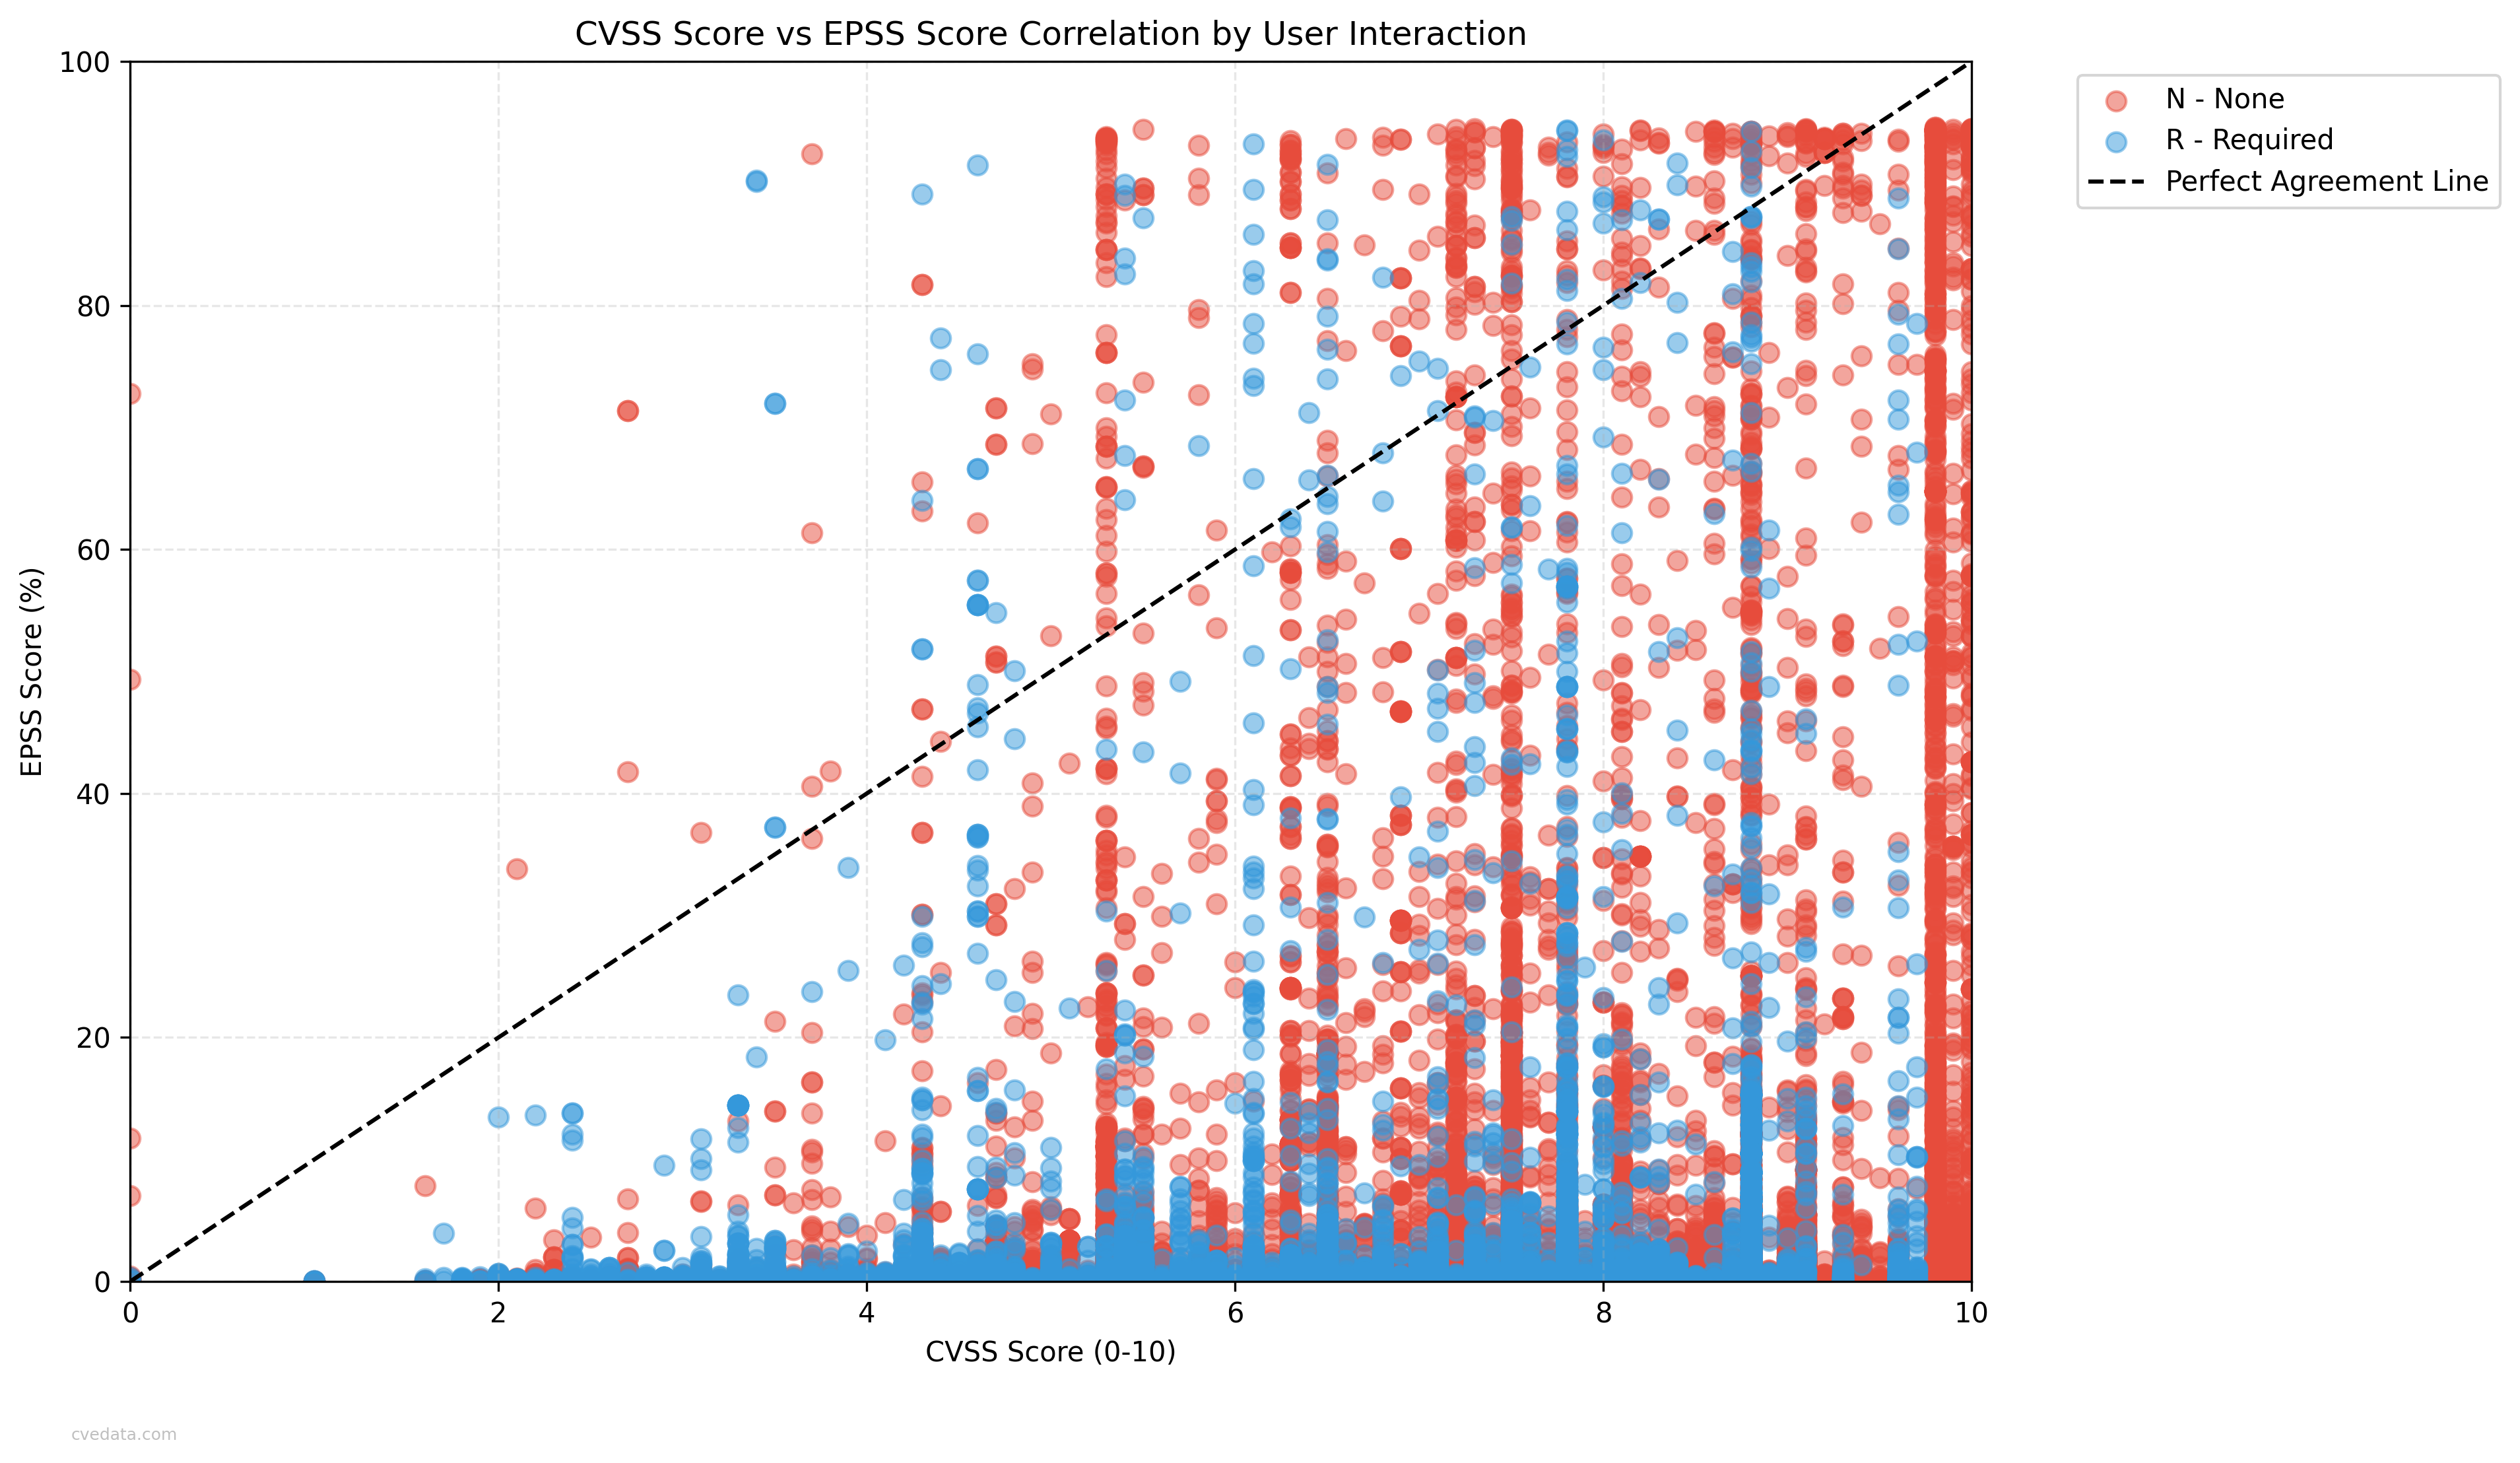 CVSS Score vs EPSS Score Correlation by User Interaction
N - None
R - Required
Perfect Agreement Line
EPSS Score (%)
100
80
60
40
20
0
0 2 4 6 8 10
CVSS Score (0-10)
cvedata.com